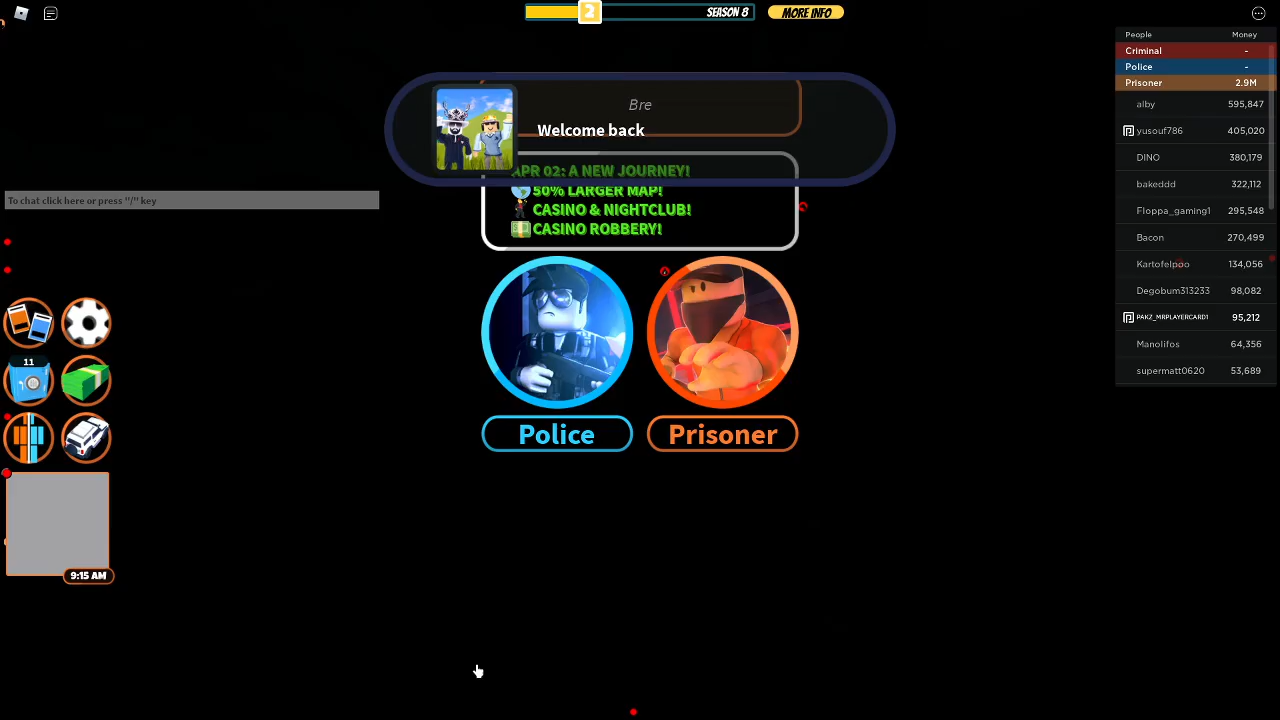 2
SEASON 8
MORE INFO
Bre
Welcome back
APR 02: A NEW JOURNEY!
50% LARGER MAP!
CASINO & NIGHTCLUB!
CASINO ROBBERY!
To chat click here or press "/" key
11
9:15 AM
Police
Prisoner
People Money
Criminal -
Police -
Prisoner 2.9M
alby 595,847
yusouf786 405,020
DINO 380,179
bakeddd 322,112
Floppa_gaming1 295,548
Bacon 270,499
Kartofelpoo 134,056
Degobum313233 98,082
PAKZ_MRPLAYERCARD1 95,212
Manolifos 64,356
supermatt0620 53,689